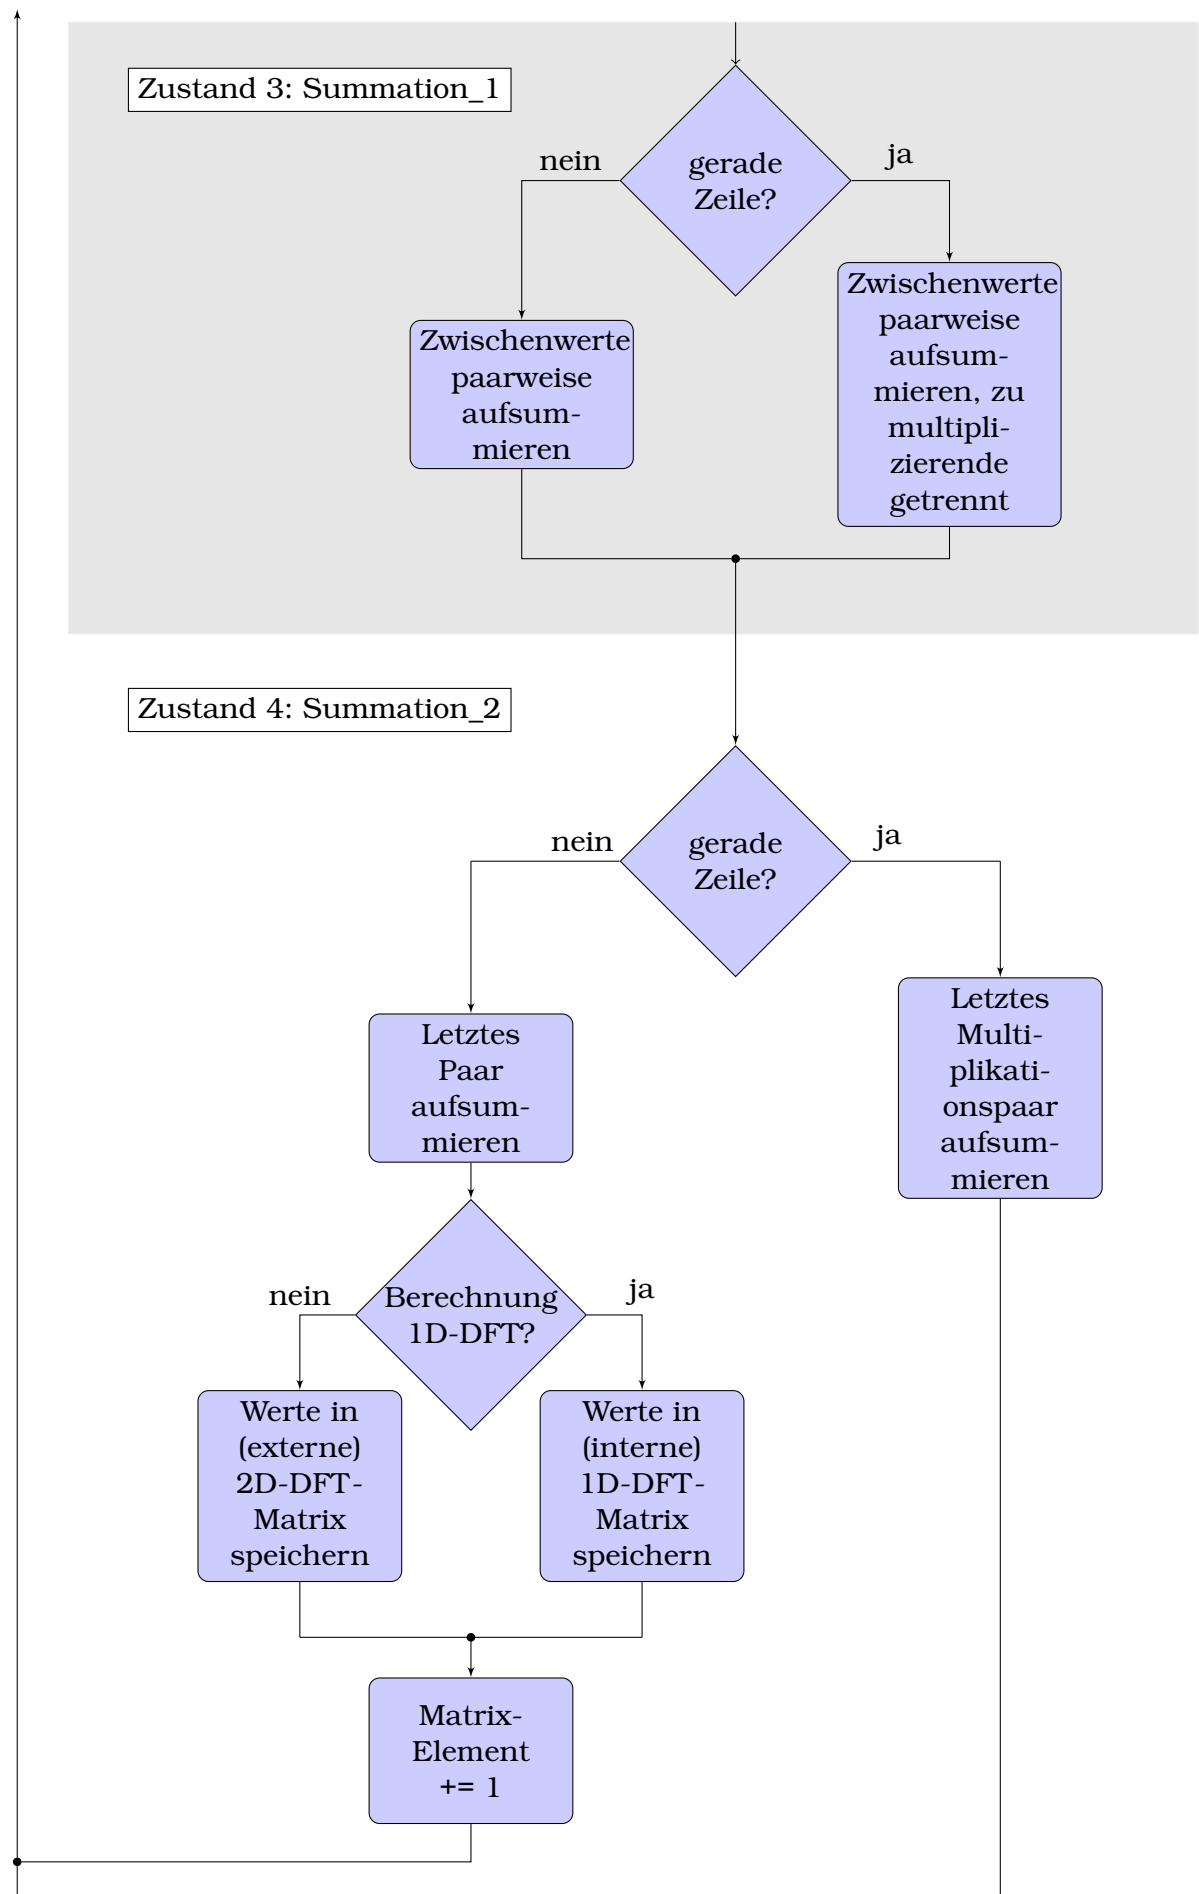 Zustand 3: Summation_1
gerade
Zeile?
nein
ja
Zwischenwerte
paarweise
aufsum-
mieren
Zwischenwerte
paarweise
aufsum-
mieren, zu
multipli-
zierende
getrennt
Zustand 4: Summation_2
gerade
Zeile?
nein
ja
Letztes
Paar
aufsum-
mieren
Letztes
Multi-
plikati-
onspaar
aufsum-
mieren
Berechnung
1D-DFT?
nein
ja
Werte in
(externe)
2D-DFT-
Matrix
speichern
Werte in
(interne)
1D-DFT-
Matrix
speichern
Matrix-
Element
+= 1